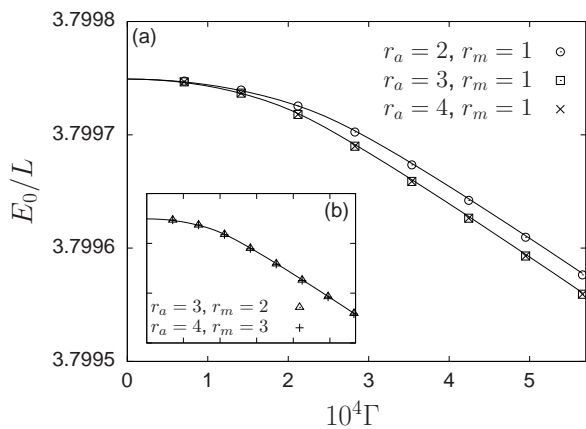 3.7998
(a)
r_a = 2, r_m = 1
r_a = 3, r_m = 1
r_a = 4, r_m = 1
3.7997
E_0/L
3.7996
(b)
r_a = 3, r_m = 2
r_a = 4, r_m = 3
3.7995
0 1 2 3 4 5
10^4Γ